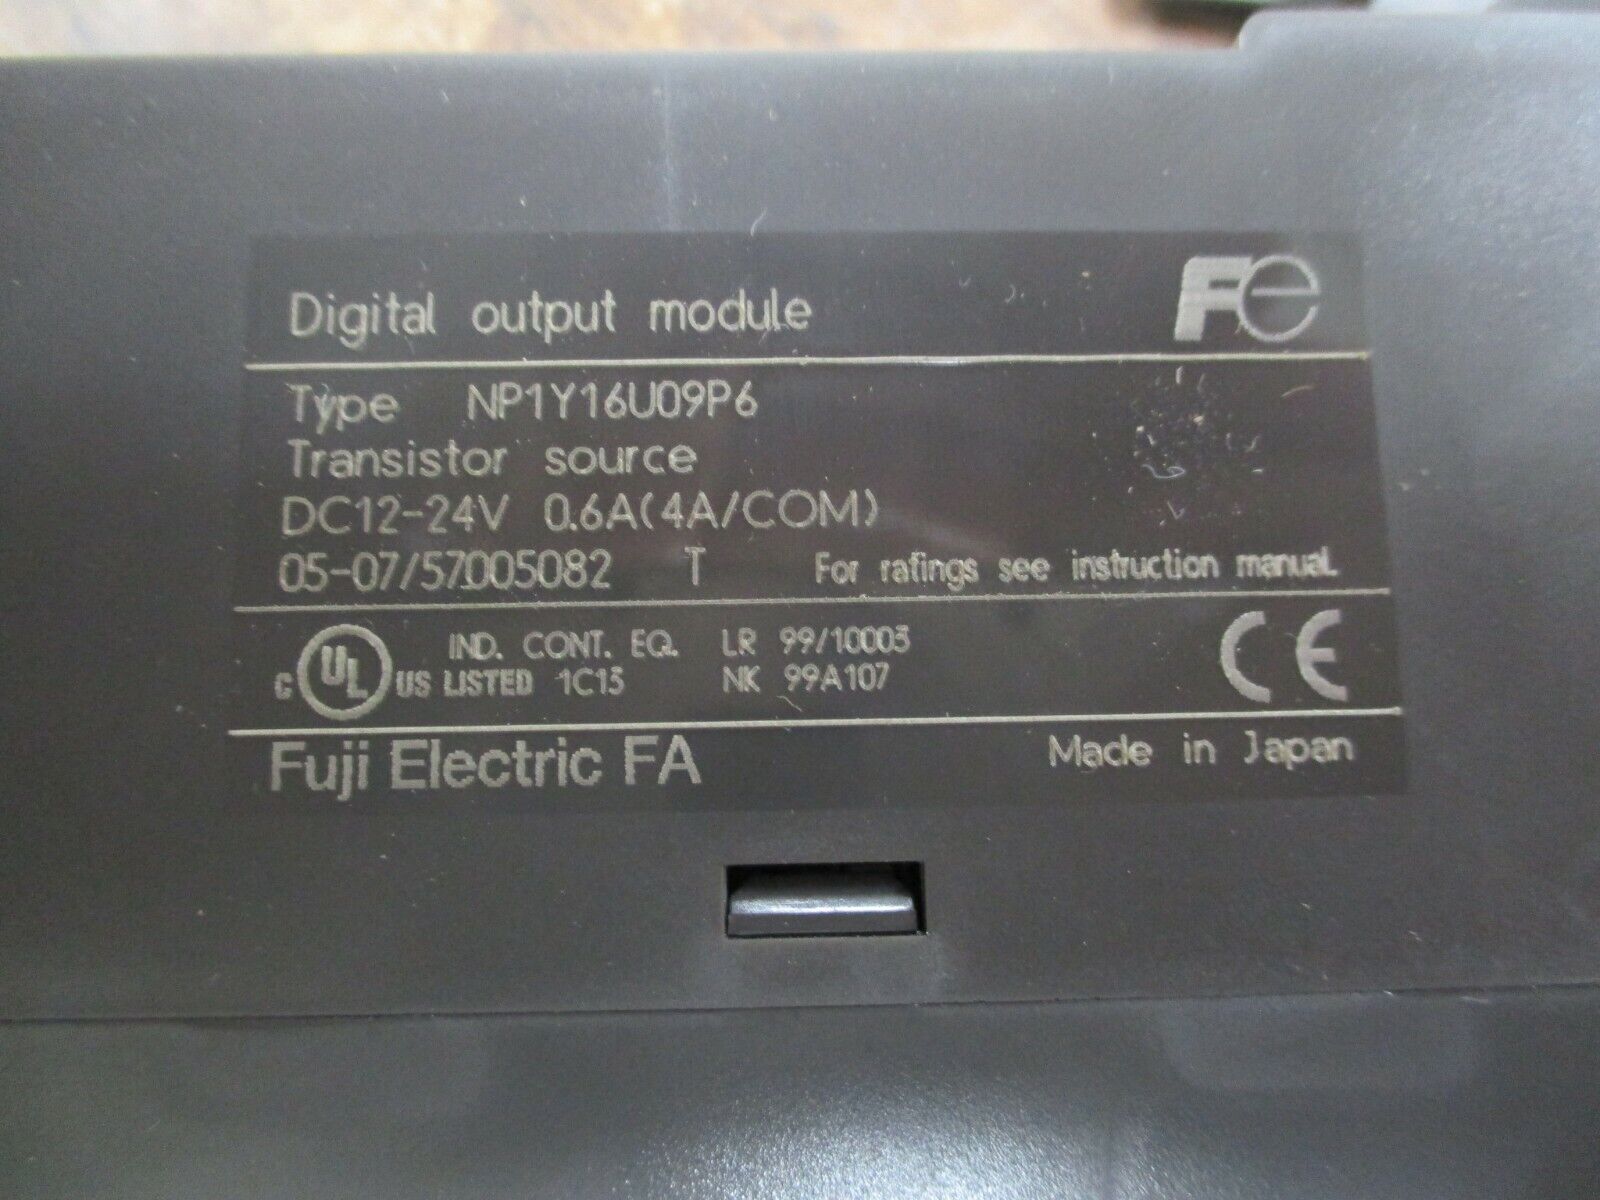 Digital output module Fe
Type NP1Y16U09P6
Transistor source
DC12-24V 0.6A(4A/COM)
05-07/57005082 T For ratings see instruction manual.
IND. CONT. EQ. LR 99/10003
C UL US LISTED 1C13 NK 99A107 CE
Fuji Electric FA Made in Japan